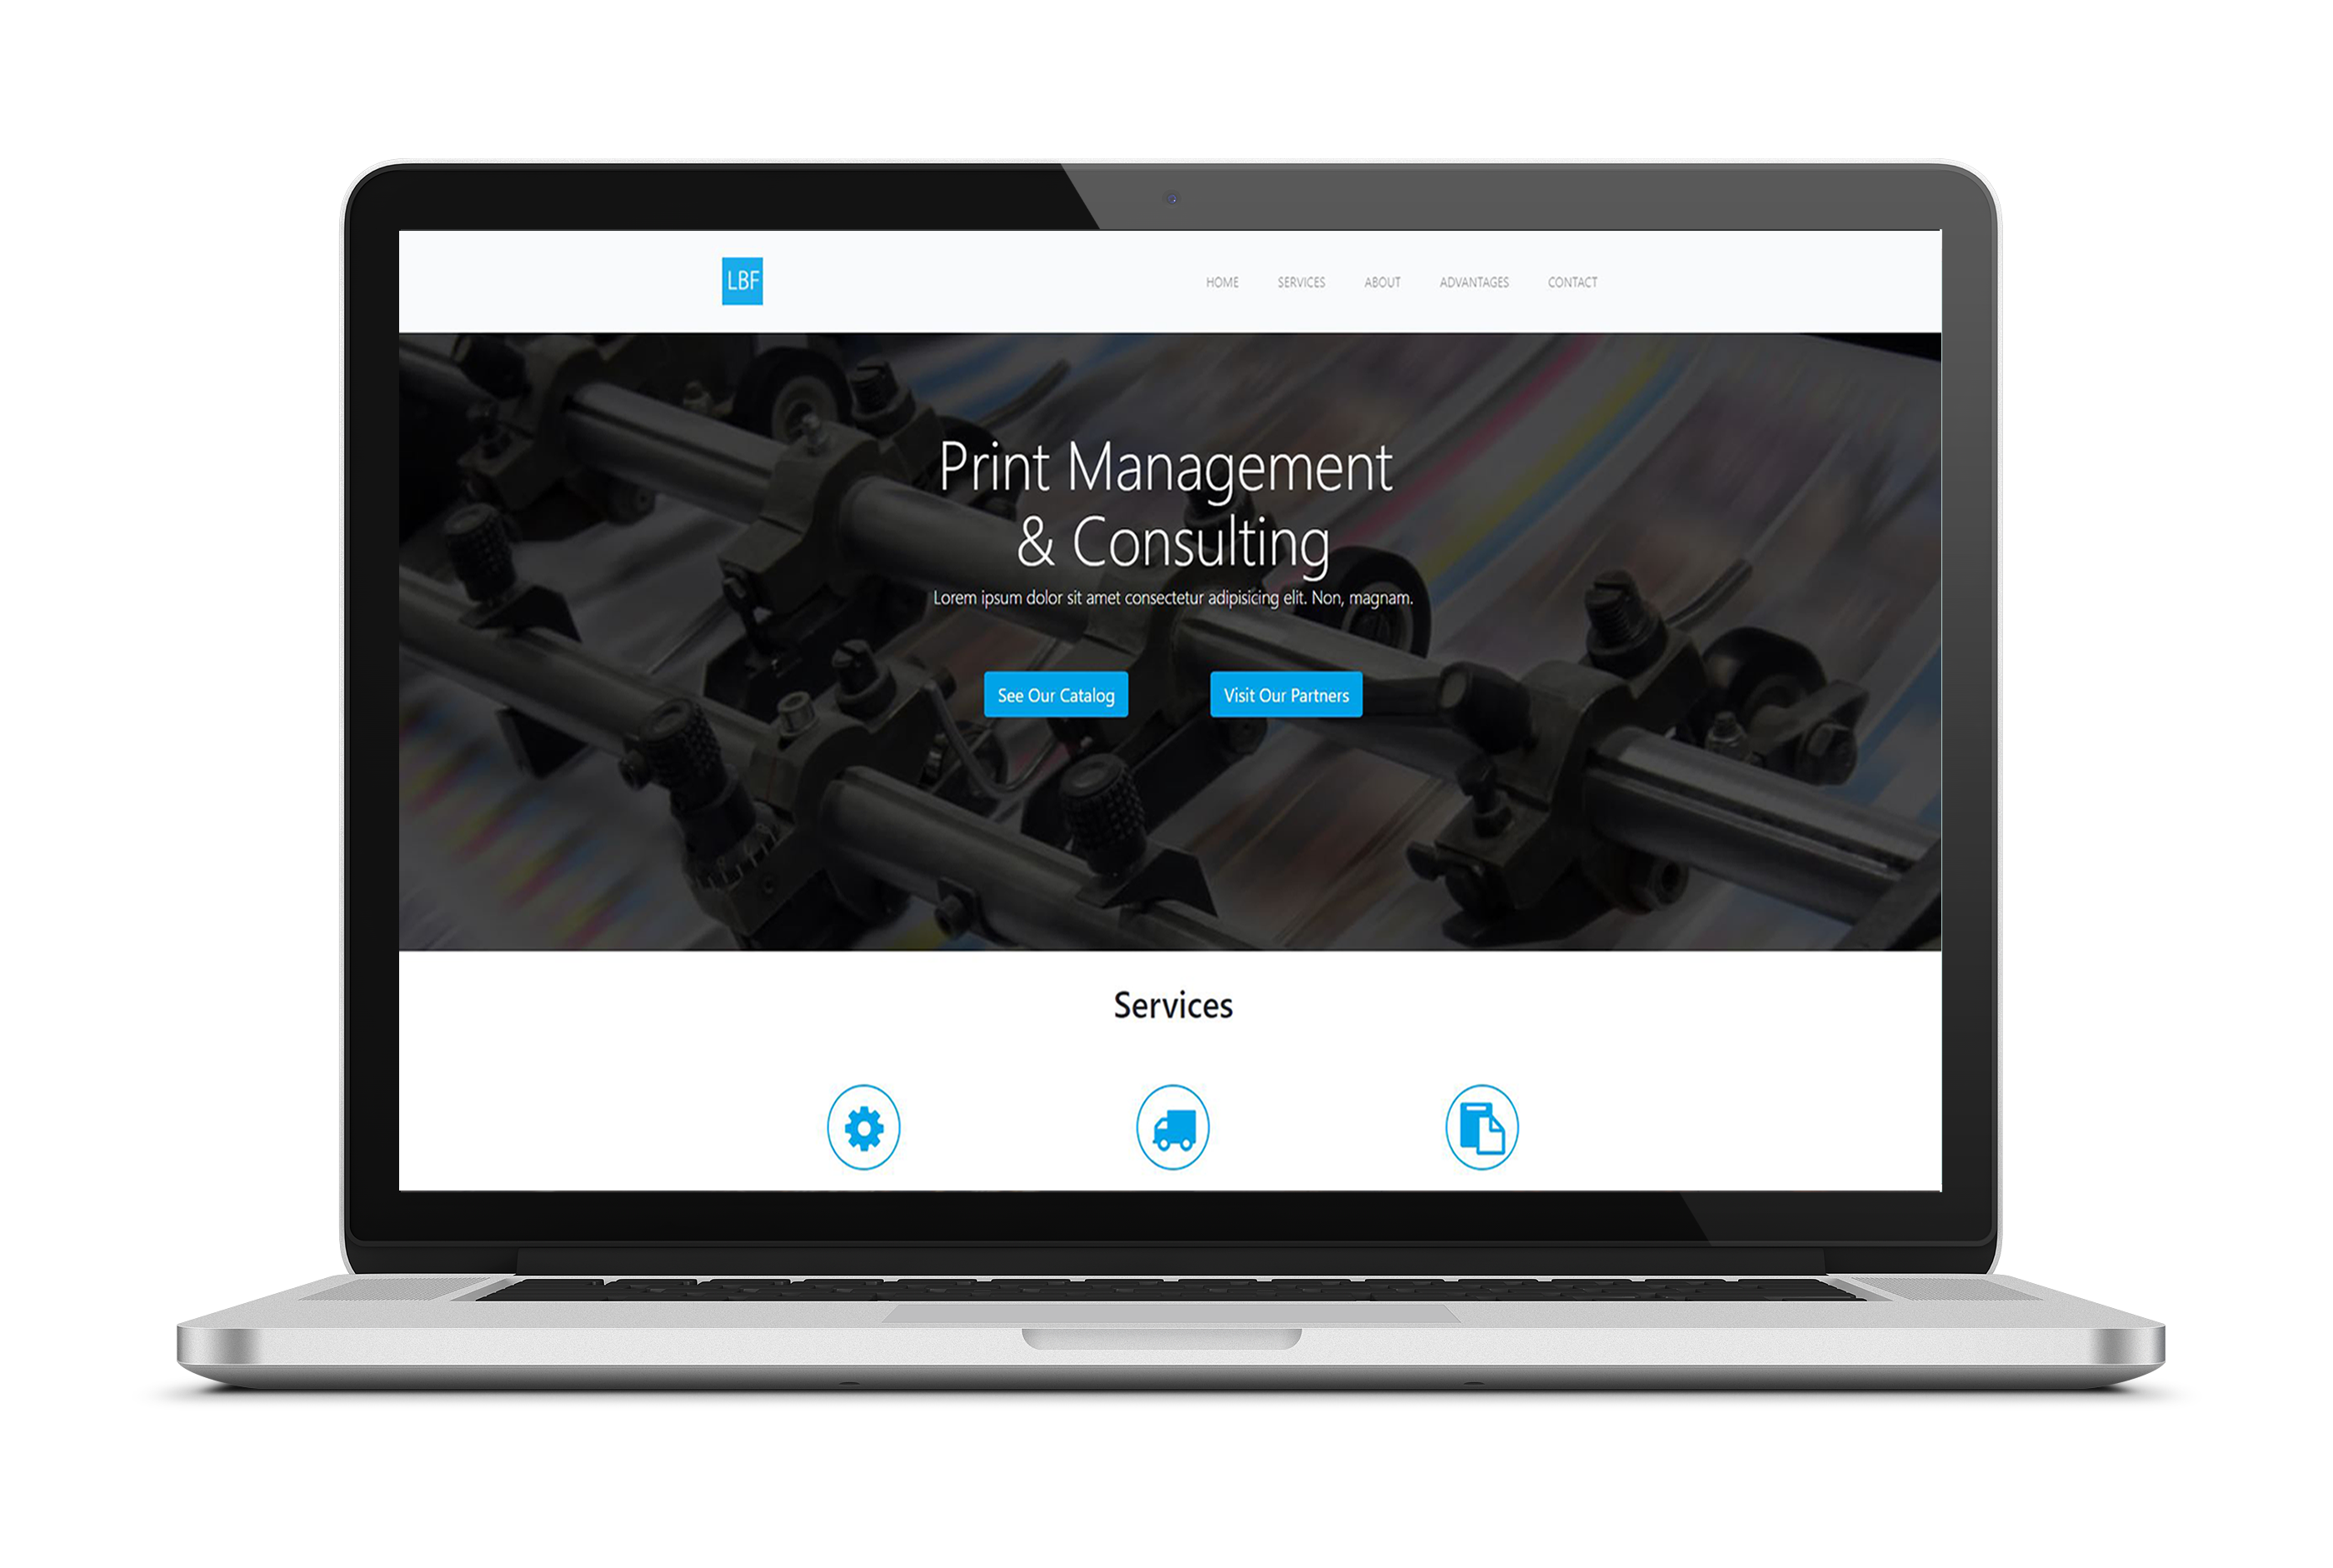 LBF
HOME SERVICES ABOUT ADVANTAGES CONTACT
Print Management
& Consulting
Lorem ipsum dolor sit amet consectetur adipisicing elit. Non, magnam.
See Our Catalog
Visit Our Partners
Services